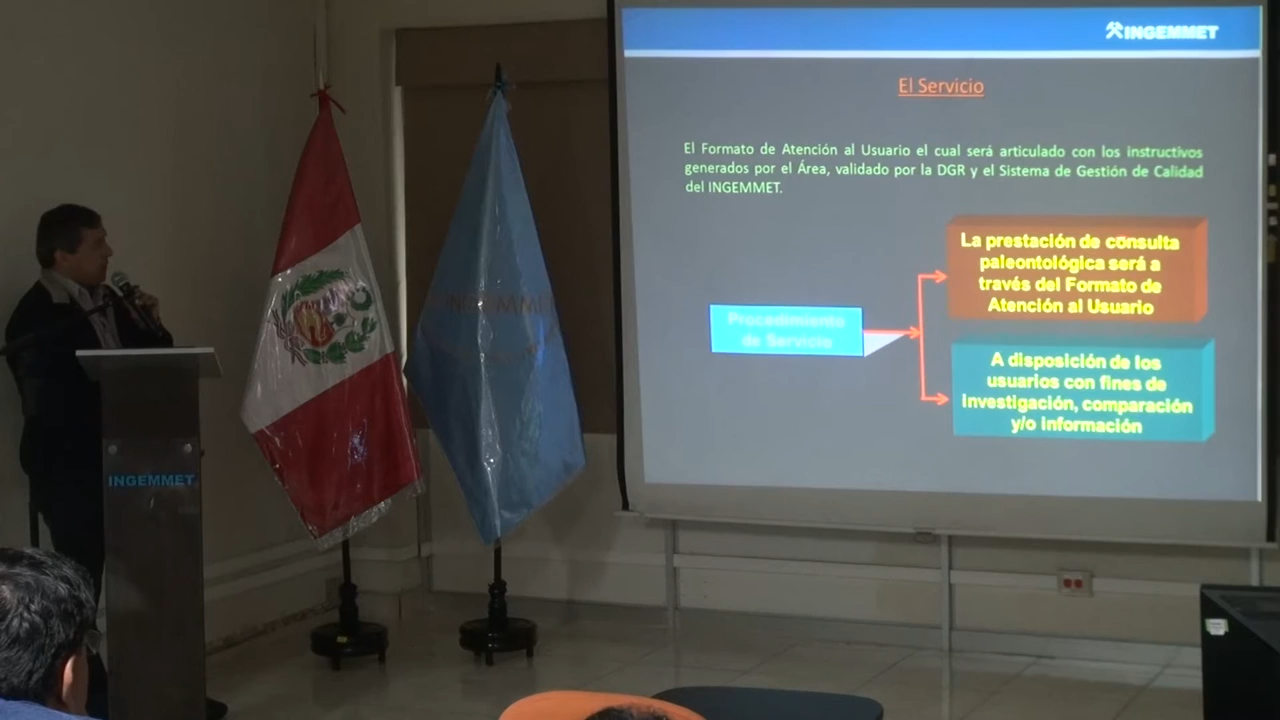 INGEMMET
El Servicio
El Formato de Atención al Usuario el cual será articulado con los instructivos
generados por el Área, validado por la DGR y el Sistema de Gestión de Calidad
del INGEMMET.
La prestación de consulta
paleontológica será a
través del Formato de
Atención al Usuario
Procedimiento
de Servicio
A disposición de los
usuarios con fines de
investigación, comparación
y/o información
INGEMMET